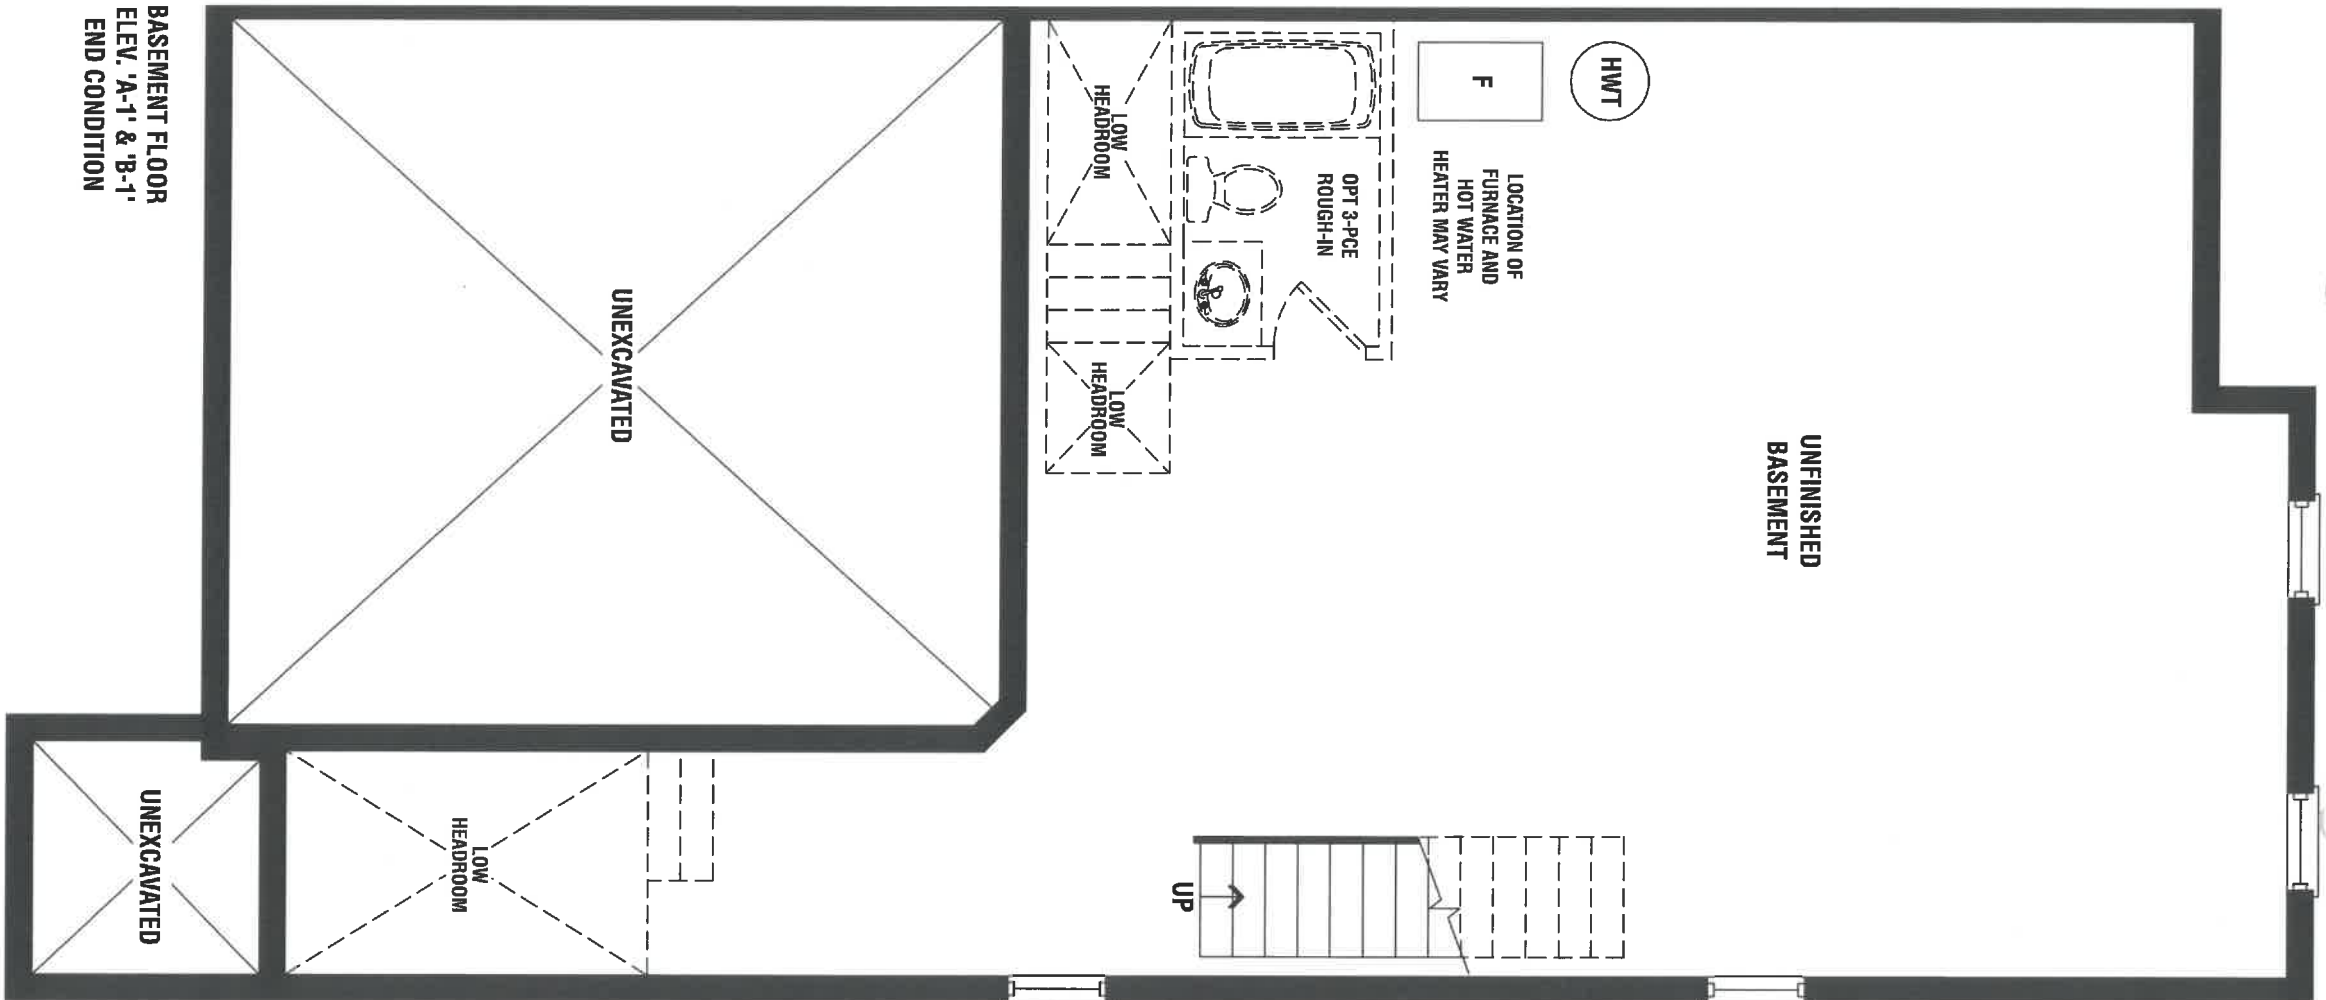 BASEMENT FLOOR
ELEV. 'A-1' & 'B-1'
END CONDITION
UNEXCAVATED
UNEXCAVATED
LOW
HEADROOM
LOW
HEADROOM
LOW
HEADROOM
OPT 3-PCE
ROUGH-IN
F
HWT
LOCATION OF
FURNACE AND
HOT WATER
HEATER MAY VARY
UP
UNFINISHED
BASEMENT